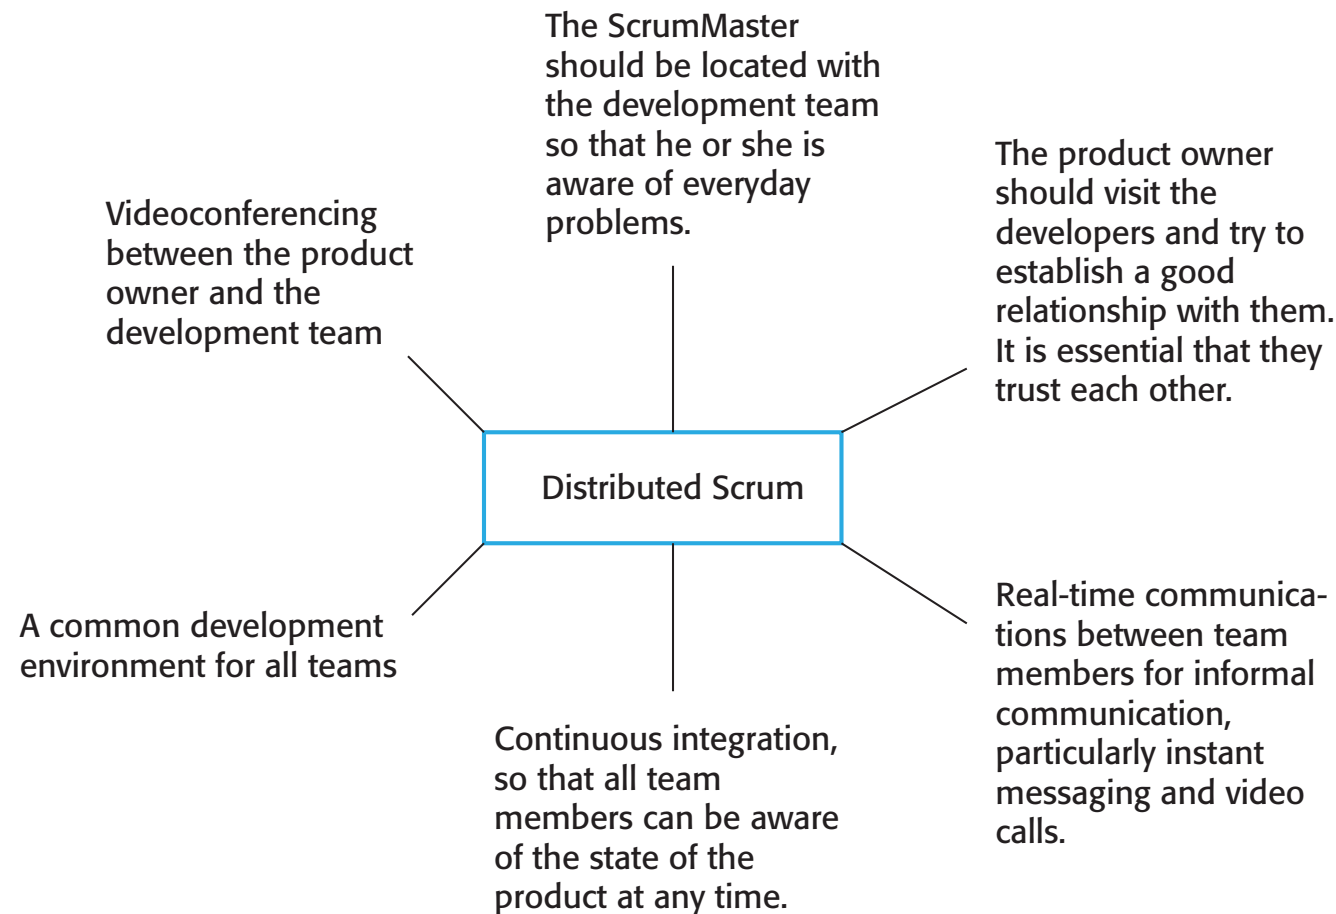 The ScrumMaster
should be located with
the development team
so that he or she is
aware of everyday
problems.
The product owner
should visit the
developers and try to
establish a good
relationship with them.
It is essential that they
trust each other.
Videoconferencing
between the product
owner and the
development team
Distributed Scrum
A common development
environment for all teams
Real-time communica-
tions between team
members for informal
communication,
particularly instant
messaging and video
calls.
Continuous integration,
so that all team
members can be aware
of the state of the
product at any time.